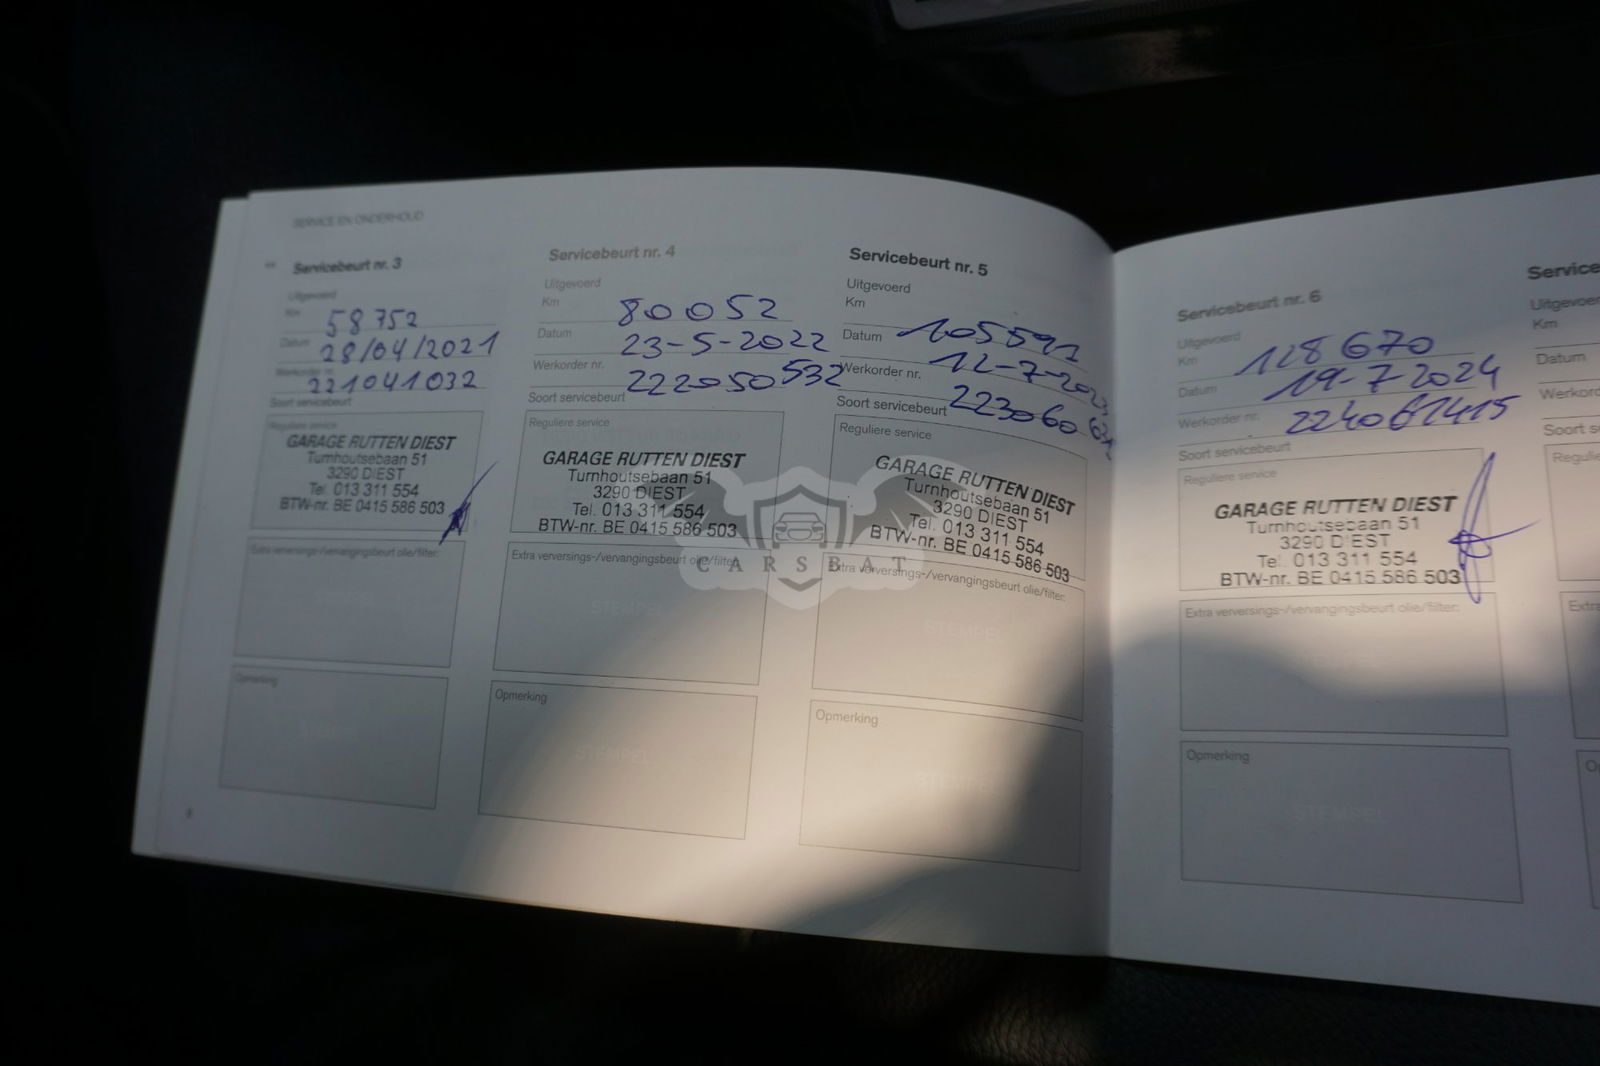 SERVICE EN ONDERHOUD
Servicebeurt nr. 3
Uitgevoerd
Km 58752
Datum 28/04/2021
Werkorder nr. 221041032
Soort servicebeurt
Reguliere service
GARAGE RUTTEN DIEST
Turnhoutsebaan 51
3290 DIEST
Tel. 013 311 554
BTW-nr. BE 0415 586 503
Extra verversings-/vervangingsbeurt olie/filter:
Opmerking
Servicebeurt nr. 4
Uitgevoerd
Km 80052
Datum 23-5-2022
Werkorder nr. 222050532
Soort servicebeurt
Reguliere service
GARAGE RUTTEN DIEST
Turnhoutsebaan 51
3290 DIEST
Tel. 013 311 554
BTW-nr. BE 0415 586 503
Extra verversings-/vervangingsbeurt olie/filter:
STEMPEL
Opmerking
STEMPEL
Servicebeurt nr. 5
Uitgevoerd
Km 105591
Datum 12-7-2023
Werkorder nr.
Soort servicebeurt
Reguliere service
GARAGE RUTTEN DIEST
Turnhoutsebaan 51
3290 DIEST
Tel. 013 311 554
BTW-nr. BE 0415 586 503
Extra verversings-/vervangingsbeurt olie/filter:
STEMPEL
Opmerking
STEMPEL
CARSBAT
Servicebeurt nr. 6
Uitgevoerd
Km 128670
Datum 19-7-2024
Werkorder nr. 224061415
Soort servicebeurt
Reguliere service
GARAGE RUTTEN DIEST
Turnhoutsebaan 51
3290 DIEST
Tel. 013 311 554
BTW-nr. BE 0415 586 503
Extra verversings-/vervangingsbeurt olie/filter:
STEMPEL
Opmerking
STEMPEL
Service
Uitgevoe
Km
Datum
Werkord
Soort s
Regulie
Extra